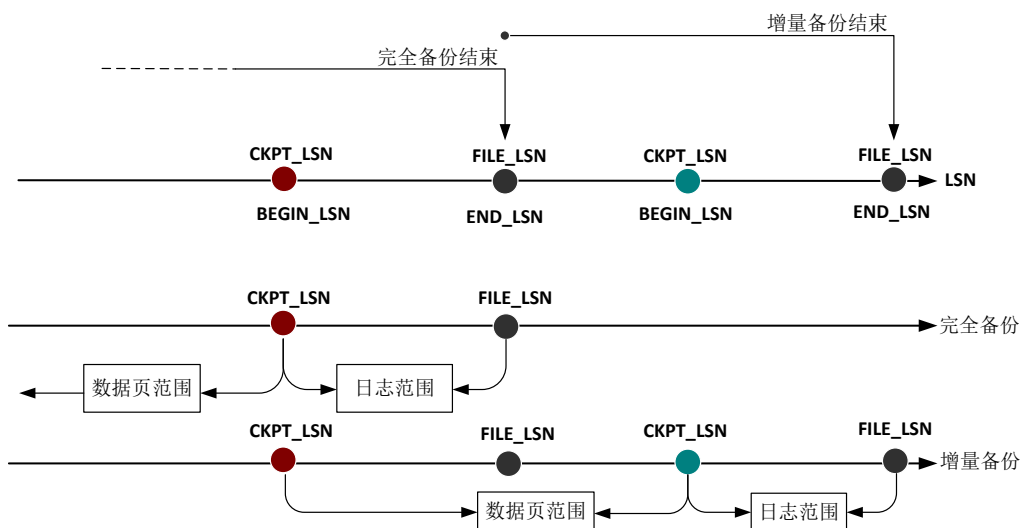 增量备份结束
完全备份结束
CKPT_LSN FILE_LSN CKPT_LSN FILE_LSN
LSN
BEGIN_LSN END_LSN BEGIN_LSN END_LSN
CKPT_LSN FILE_LSN
完全备份
数据页范围 日志范围
CKPT_LSN FILE_LSN CKPT_LSN FILE_LSN
增量备份
数据页范围 日志范围